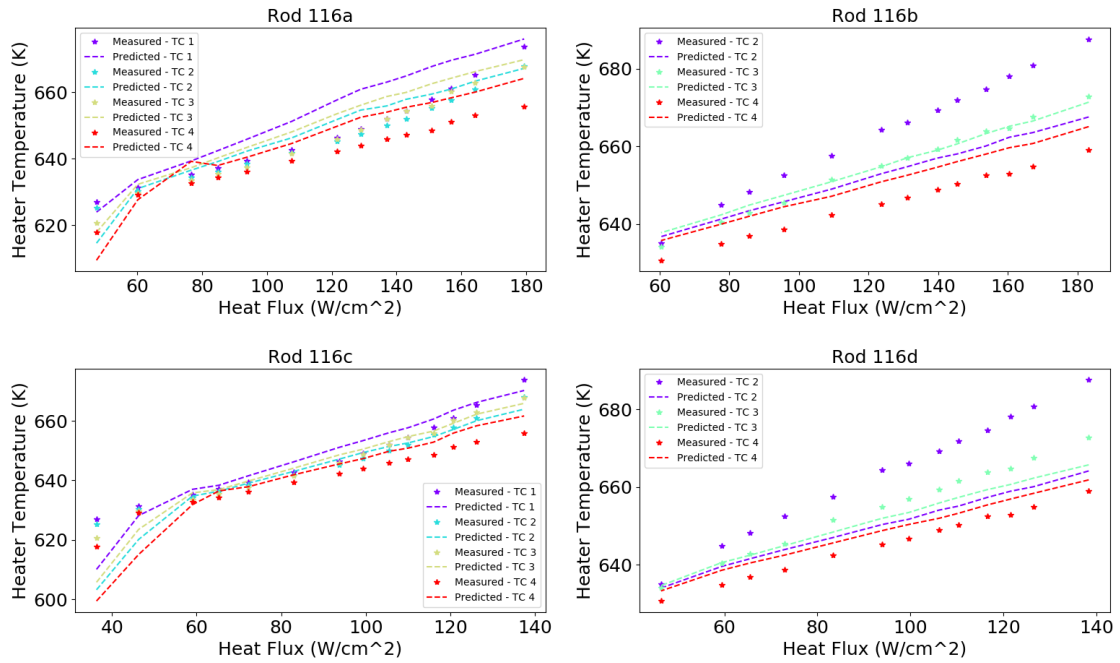 Rod 116a
Heater Temperature (K)
660
640
620
Measured - TC 1
Predicted - TC 1
Measured - TC 2
Predicted - TC 2
Measured - TC 3
Predicted - TC 3
Measured - TC 4
Predicted - TC 4
60 80 100 120 140 160 180
Heat Flux (W/cm^2)
Rod 116b
Heater Temperature (K)
680
660
640
Measured - TC 2
Predicted - TC 2
Measured - TC 3
Predicted - TC 3
Measured - TC 4
Predicted - TC 4
60 80 100 120 140 160 180
Heat Flux (W/cm^2)
Rod 116c
Heater Temperature (K)
660
640
620
600
Measured - TC 1
Predicted - TC 1
Measured - TC 2
Predicted - TC 2
Measured - TC 3
Predicted - TC 3
Measured - TC 4
Predicted - TC 4
40 60 80 100 120 140
Heat Flux (W/cm^2)
Rod 116d
Heater Temperature (K)
680
660
640
Measured - TC 2
Predicted - TC 2
Measured - TC 3
Predicted - TC 3
Measured - TC 4
Predicted - TC 4
60 80 100 120 140
Heat Flux (W/cm^2)